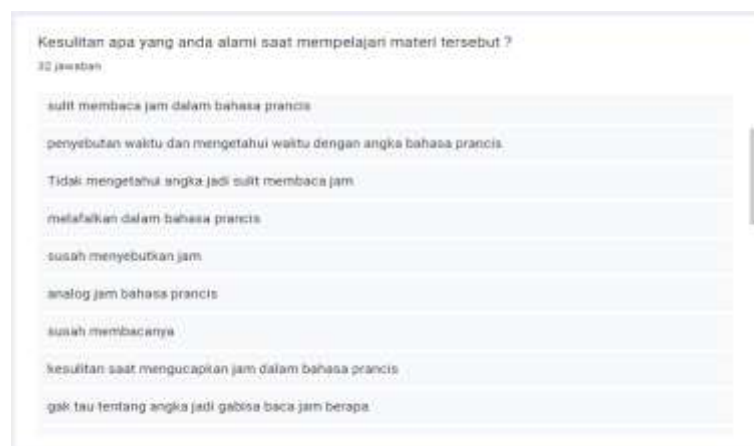 Kesulitan apa yang anda alami saat mempelajari materi tersebut ?
32 jawaban
sulit membaca jam dalam bahasa prancis
penyebutan waktu dan mengetahui waktu dengan angka bahasa prancis
Tidak mengetahui angka jadi sulit membaca jam
melafalkan dalam bahasa prancis
susah menyebutkan jam
analog jam bahasa prancis
susah membacanya
kesulitan saat mengucapkan jam dalam bahasa prancis
gak tau tentang angka jadi gabisa baca jam berapa